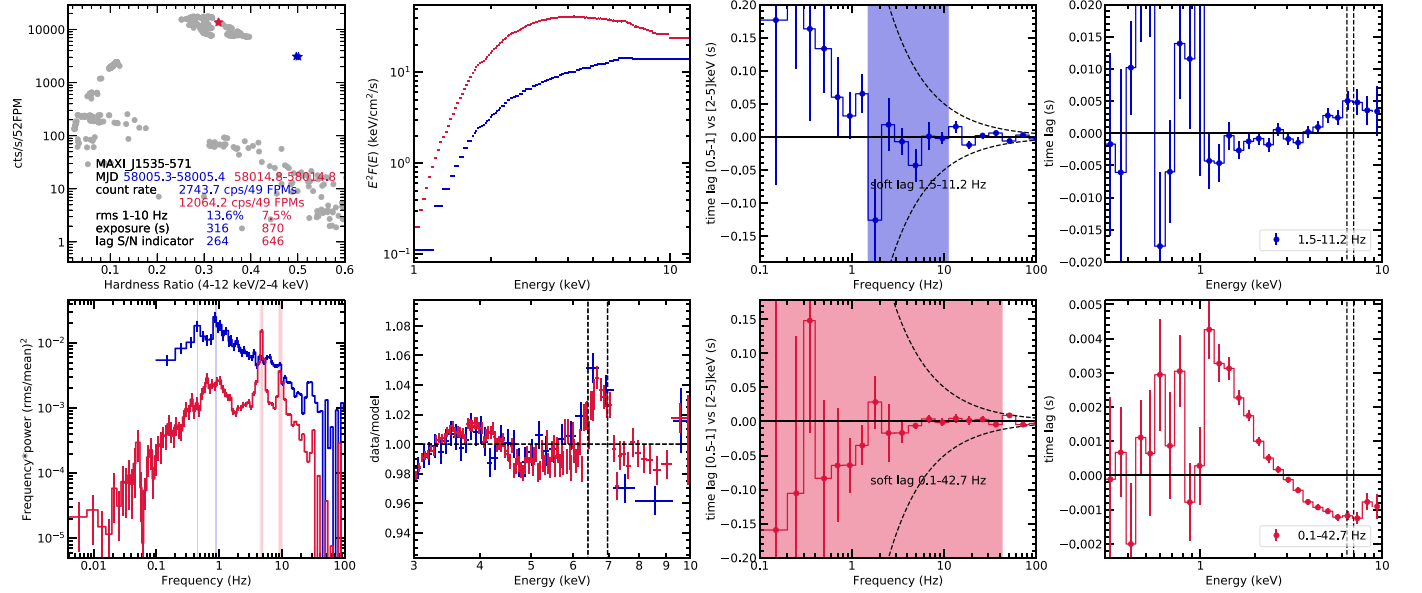 10000
1000
100
10
1
cts/s/52FPM
MAXI_J1535-571
MJD 58005.3-58005.4 58014.8-58014.8
count rate 2743.7 cps/49 FPMs
12064.2 cps/49 FPMs
rms 1-10 Hz 13.6% 7.5%
exposure (s) 316 870
lag S/N indicator 264 646
0.1 0.2 0.3 0.4 0.5 0.6
Hardness Ratio (4-12 keV/2-4 keV)
10¹
10⁰
10⁻¹
E²F(E) (keV/cm²/s)
1 10
Energy (keV)
0.20
0.15
0.10
0.05
0.00
−0.05
−0.10
−0.15
time lag [0.5-1] vs [2-5]keV (s)
soft lag 1.5-11.2 Hz
0.1 1 10 100
Frequency (Hz)
0.020
0.015
0.010
0.005
0.000
−0.005
−0.010
−0.015
−0.020
time lag (s)
1.5-11.2 Hz
1 10
Energy (keV)
10⁻²
10⁻³
10⁻⁴
10⁻⁵
Frequency*power (rms/mean)²
0.01 0.1 1 10 100
Frequency (Hz)
1.08
1.06
1.04
1.02
1.00
0.98
0.96
0.94
data/model
3 4 5 6 7 8 9 10
Energy (keV)
0.15
0.10
0.05
0.00
−0.05
−0.10
−0.15
−0.20
time lag [0.5-1] vs [2-5]keV (s)
soft lag 0.1-42.7 Hz
0.1 1 10 100
Frequency (Hz)
0.005
0.004
0.003
0.002
0.001
0.000
−0.001
−0.002
time lag (s)
0.1-42.7 Hz
1 10
Energy (keV)